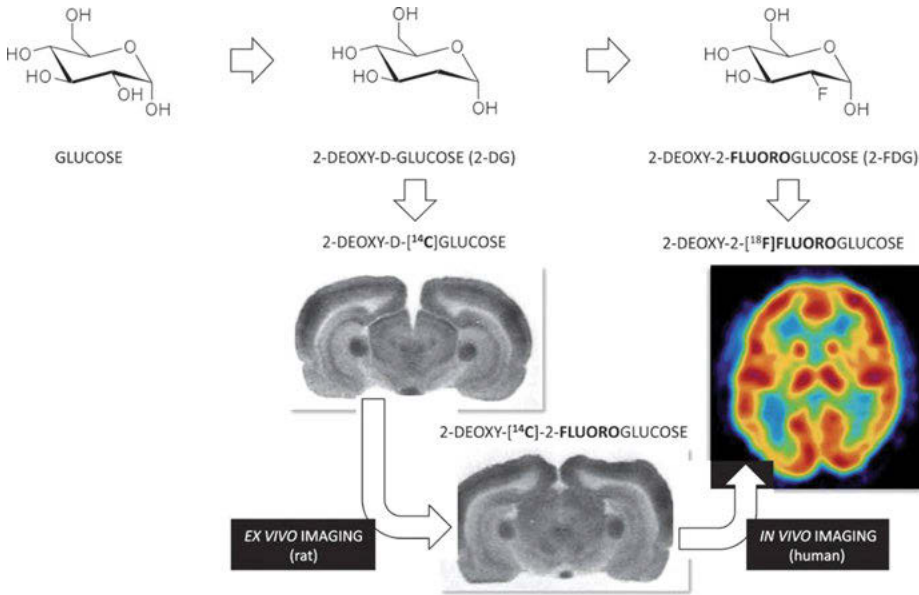 OH
O
HO
HO
OH
OH
OH
O
HO
HO
OH
OH
O
HO
HO
F
OH
GLUCOSE
2-DEOXY-D-GLUCOSE (2-DG)
2-DEOXY-2-FLUOROGLUCOSE (2-FDG)
2-DEOXY-D-[¹⁴C]GLUCOSE
2-DEOXY-2-[¹⁸F]FLUOROGLUCOSE
2-DEOXY-[¹⁴C]-2-FLUOROGLUCOSE
EX VIVO IMAGING
(rat)
IN VIVO IMAGING
(human)